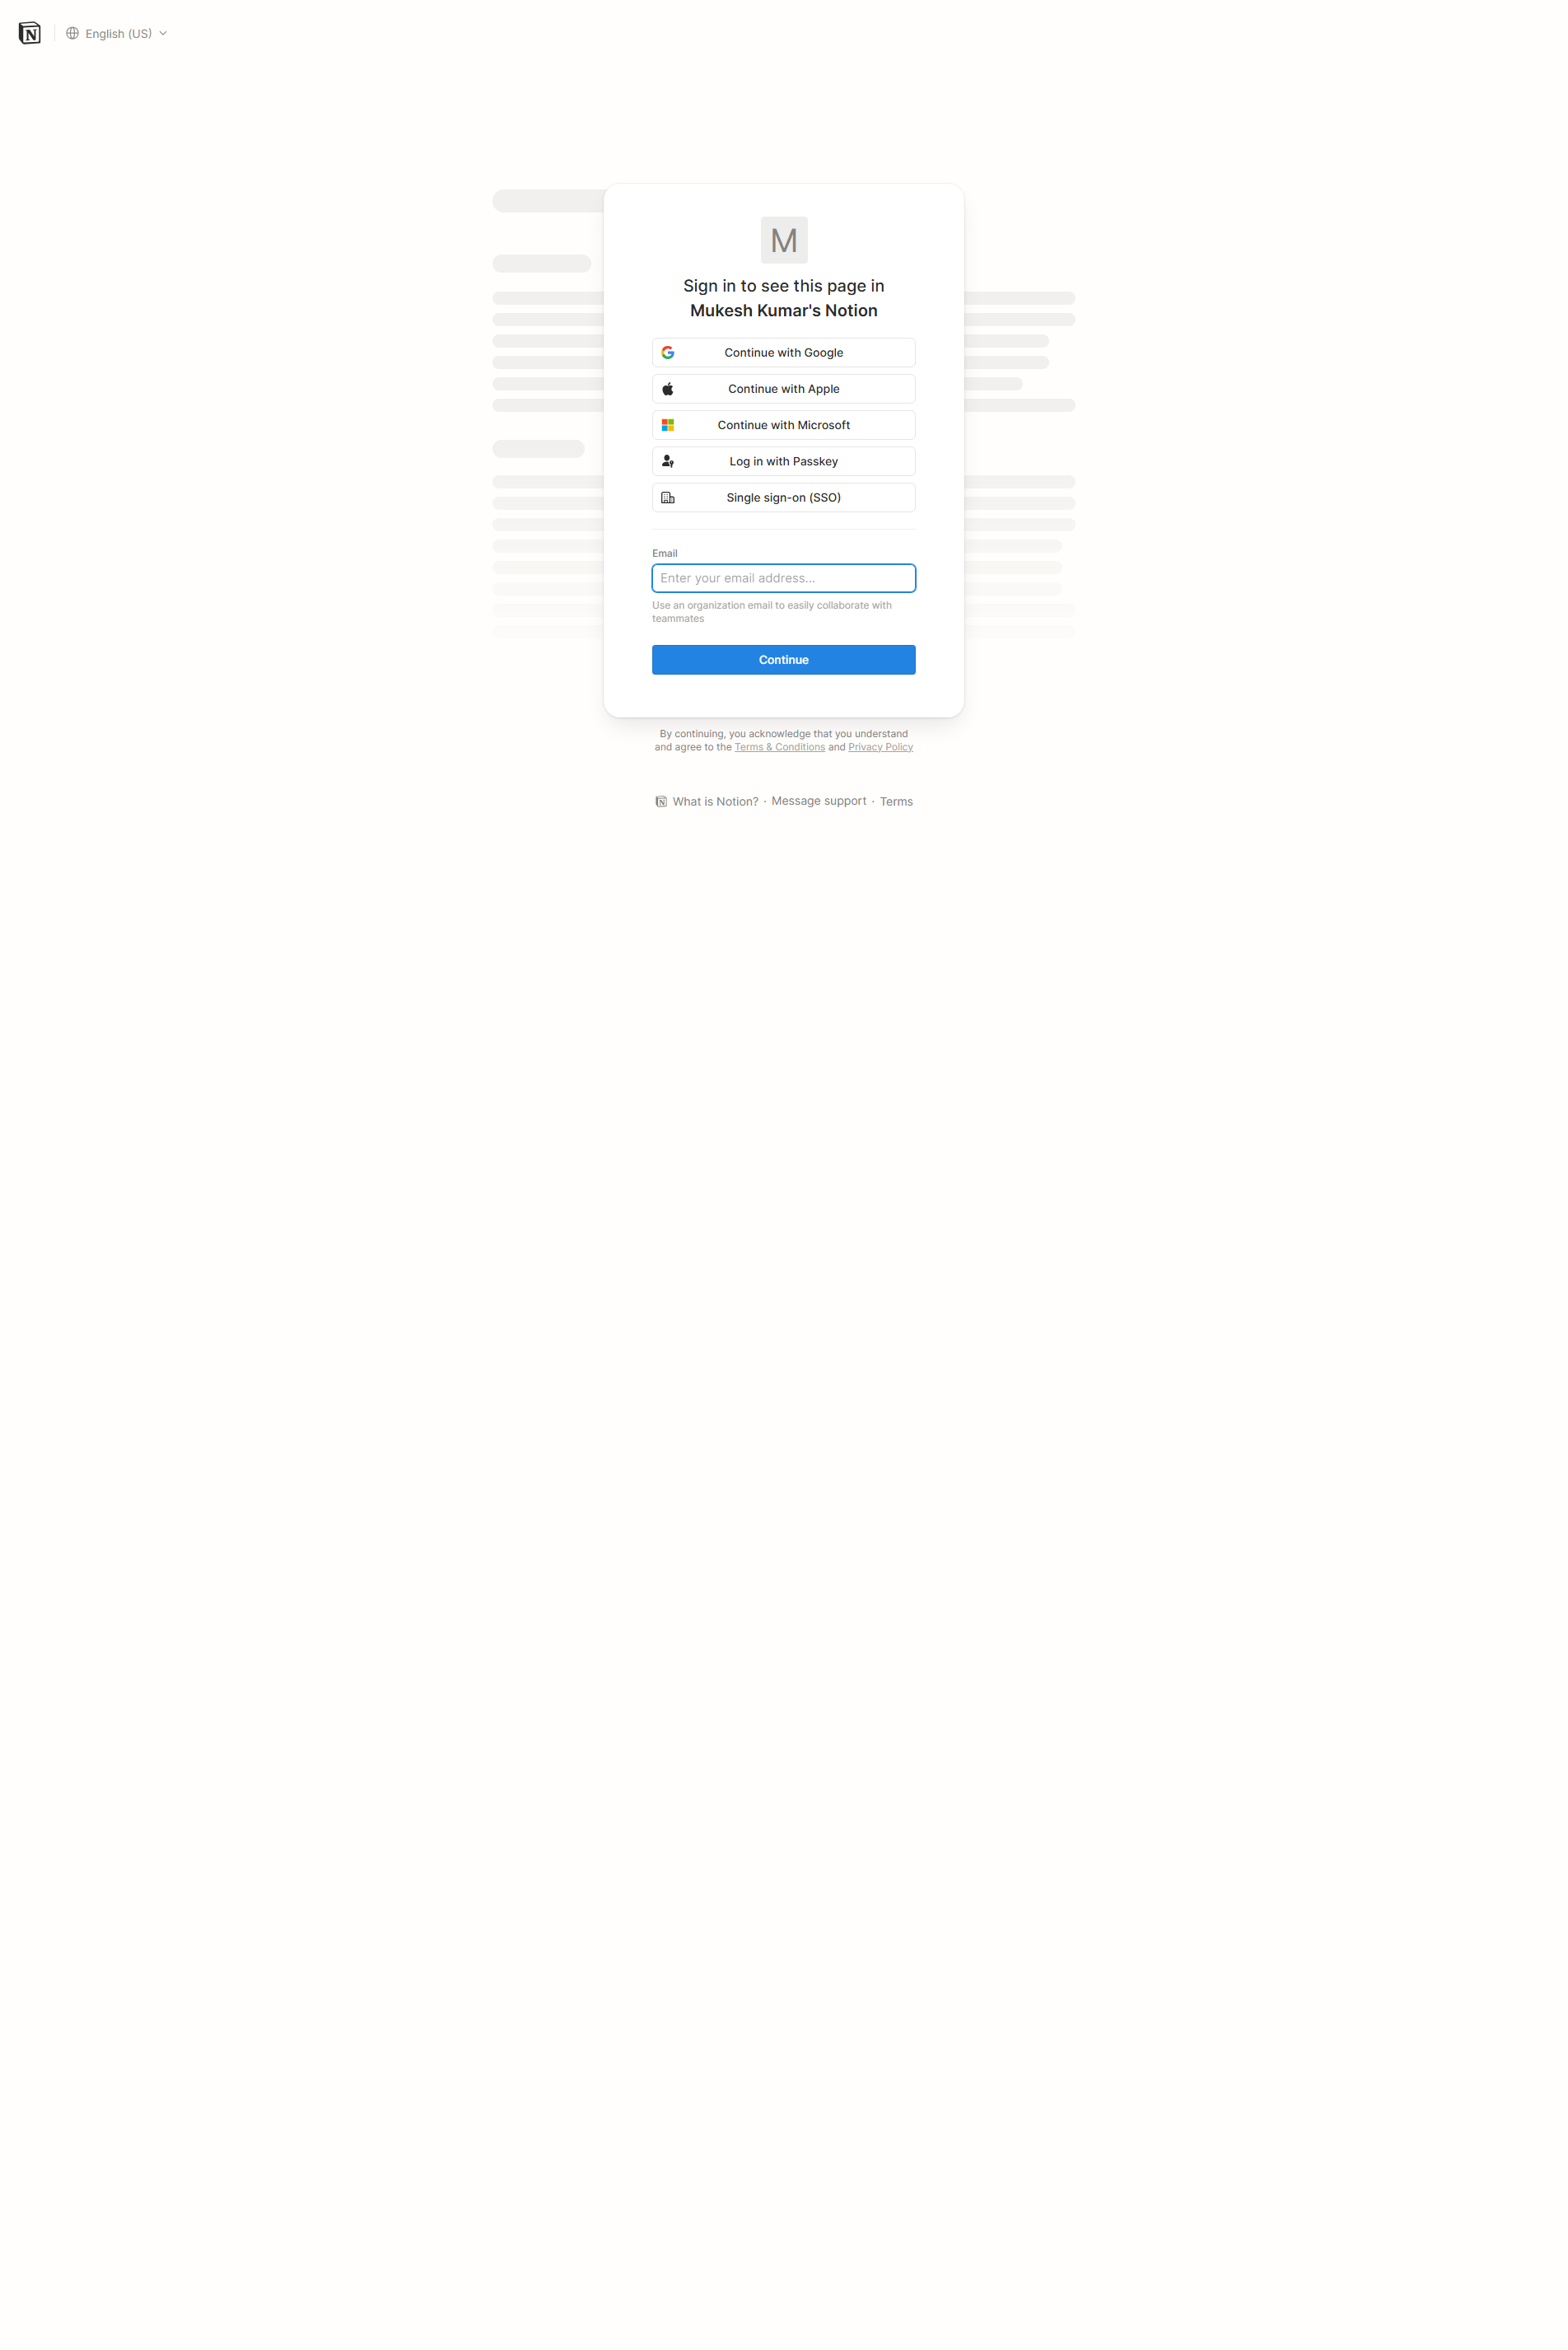 English (US)
M
Sign in to see this page in
Mukesh Kumar's Notion
Continue with Google
Continue with Apple
Continue with Microsoft
Log in with Passkey
Single sign-on (SSO)
Email
Enter your email address...
Use an organization email to easily collaborate with
teammates
Continue
By continuing, you acknowledge that you understand
and agree to the Terms & Conditions and Privacy Policy
What is Notion? · Message support · Terms